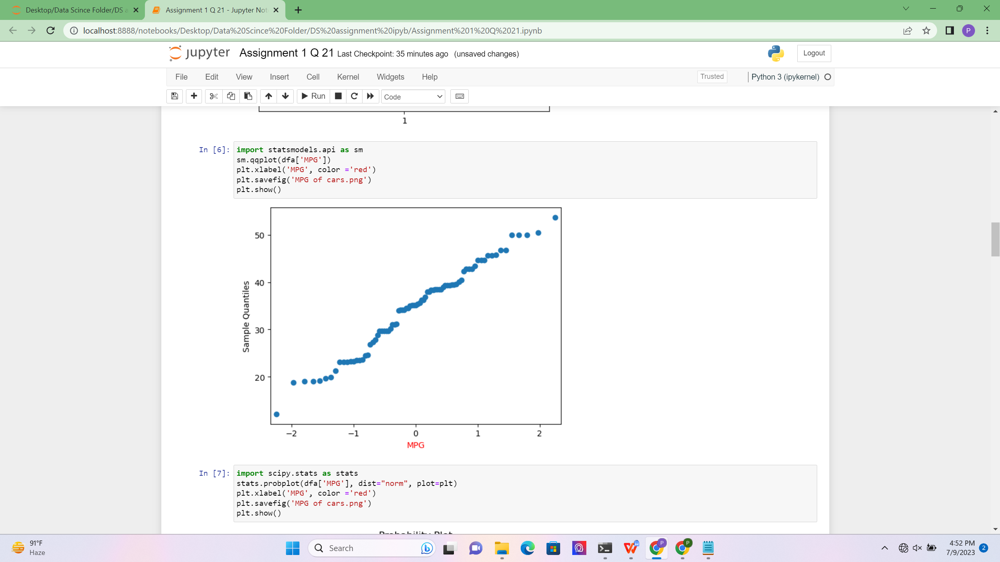 Desktop/Data Scince Folder/DS a
Assignment 1 Q 21 - Jupyter Not
localhost:8888/notebooks/Desktop/Data%20Scince%20Folder/DS%20assignment%20ipyb/Assignment%201%20Q%2021.ipynb
P
jupyter Assignment 1 Q 21 Last Checkpoint: 35 minutes ago (unsaved changes)
Logout
File Edit View Insert Cell Kernel Widgets Help
Trusted
Python 3 (ipykernel)
Run
Code
1
In [6]:
import statsmodels.api as sm
sm.qqplot(dfa['MPG'])
plt.xlabel('MPG', color ='red')
plt.savefig('MPG of cars.png')
plt.show()
50
40
30
20
Sample Quantiles
−2 −1 0 1 2
MPG
In [7]:
import scipy.stats as stats
stats.probplot(dfa['MPG'], dist="norm", plot=plt)
plt.xlabel('MPG', color ='red')
plt.savefig('MPG of cars.png')
plt.show()
Probability Plot
91°F
Haze
Search
P
P
4:52 PM
7/9/2023
2